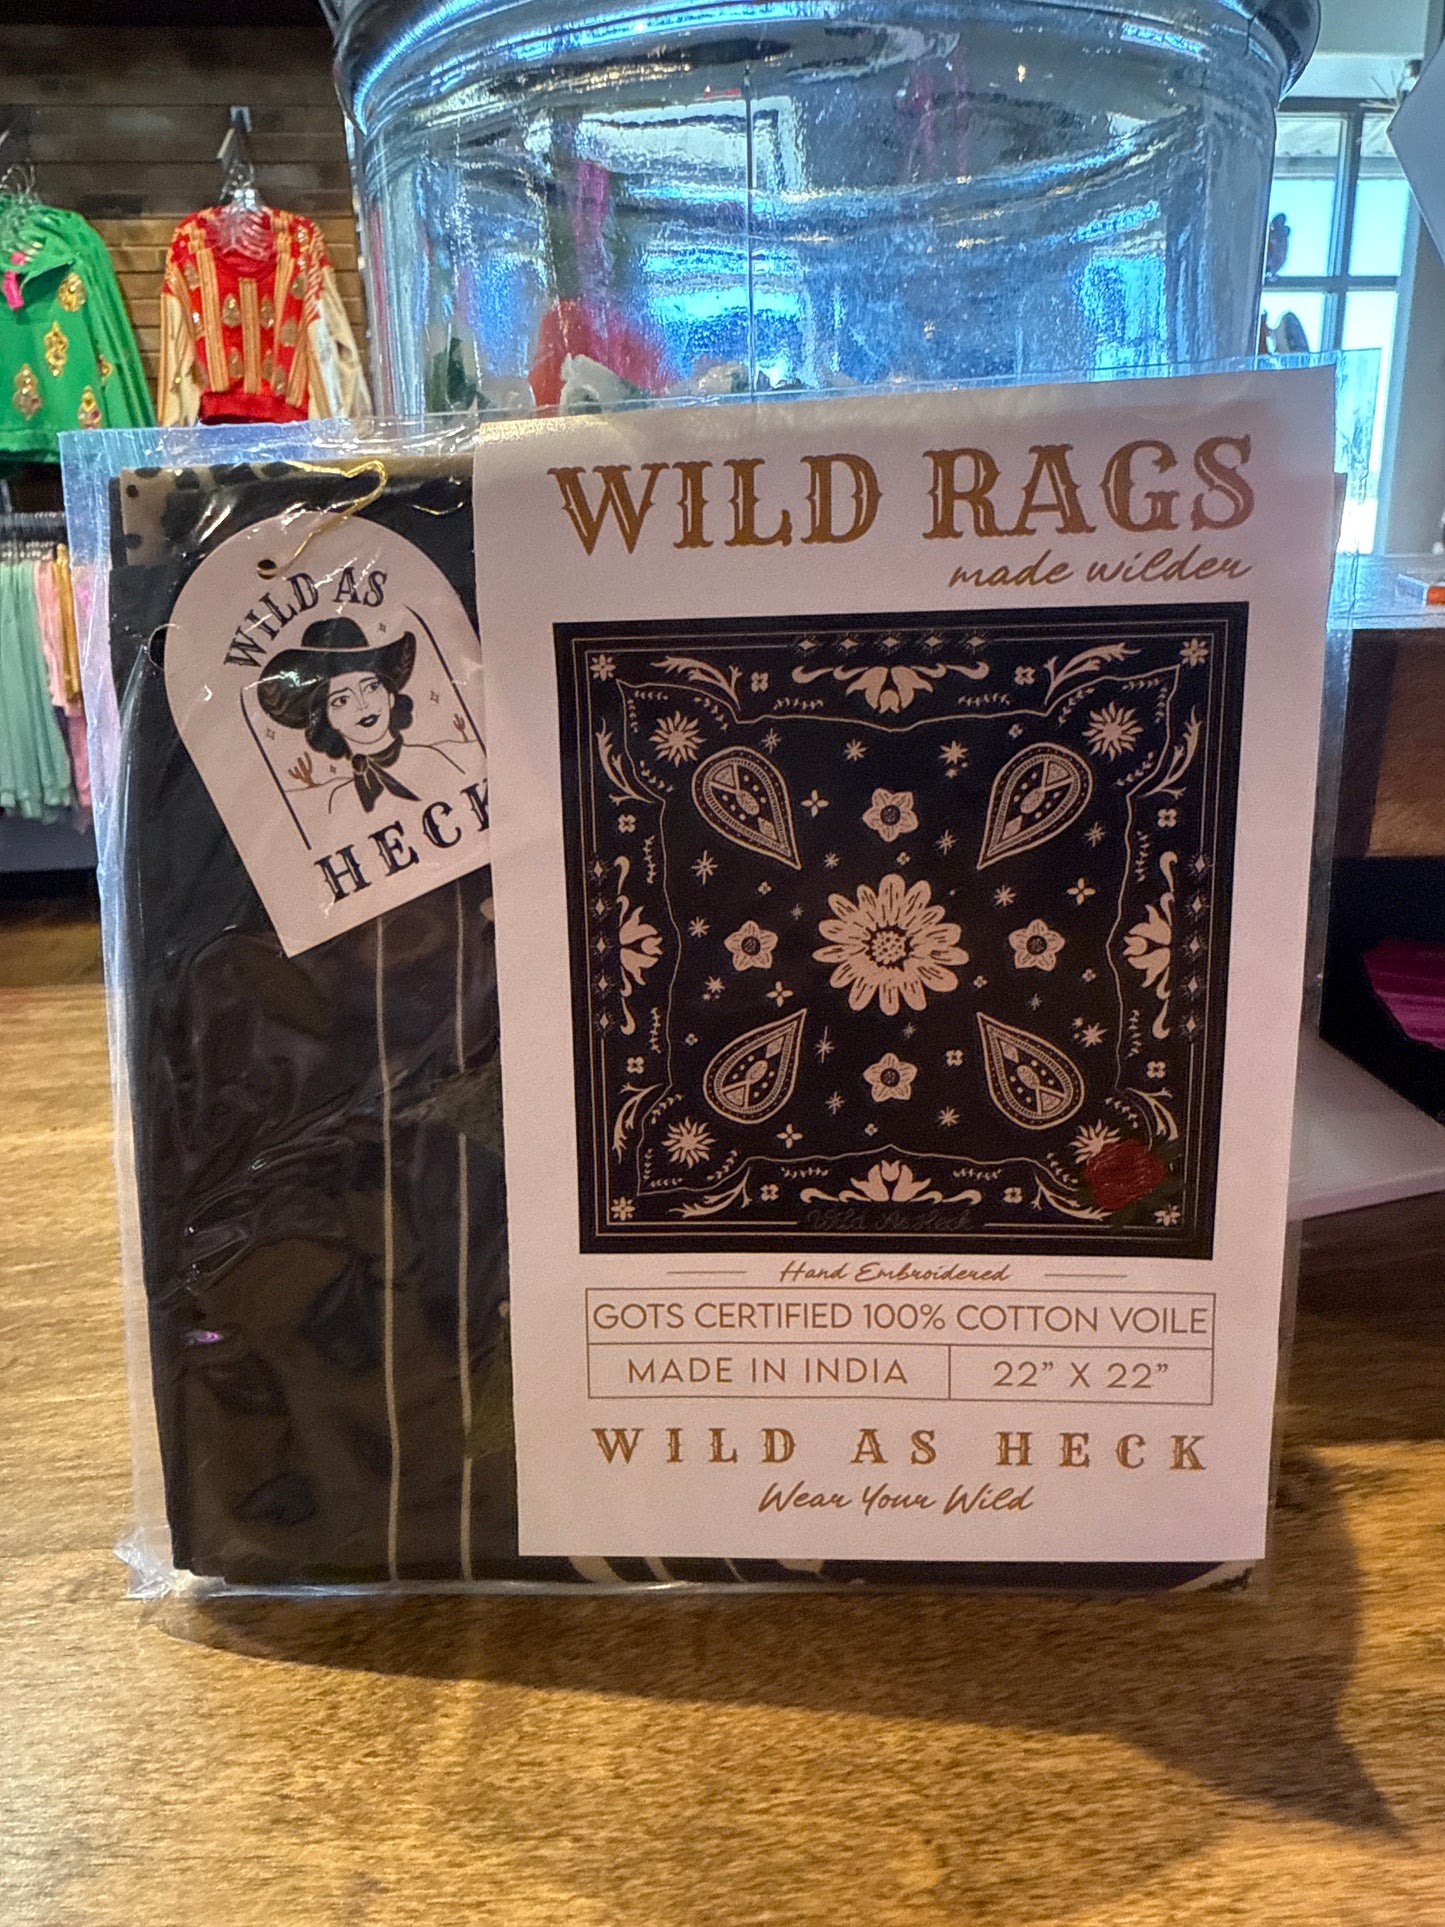 WILD AS
HECK
WILD RAGS
made wilder
Wild As Heck
Hand Embroidered
GOTS CERTIFIED 100% COTTON VOILE
MADE IN INDIA
22” X 22”
WILD AS HECK
Wear Your Wild